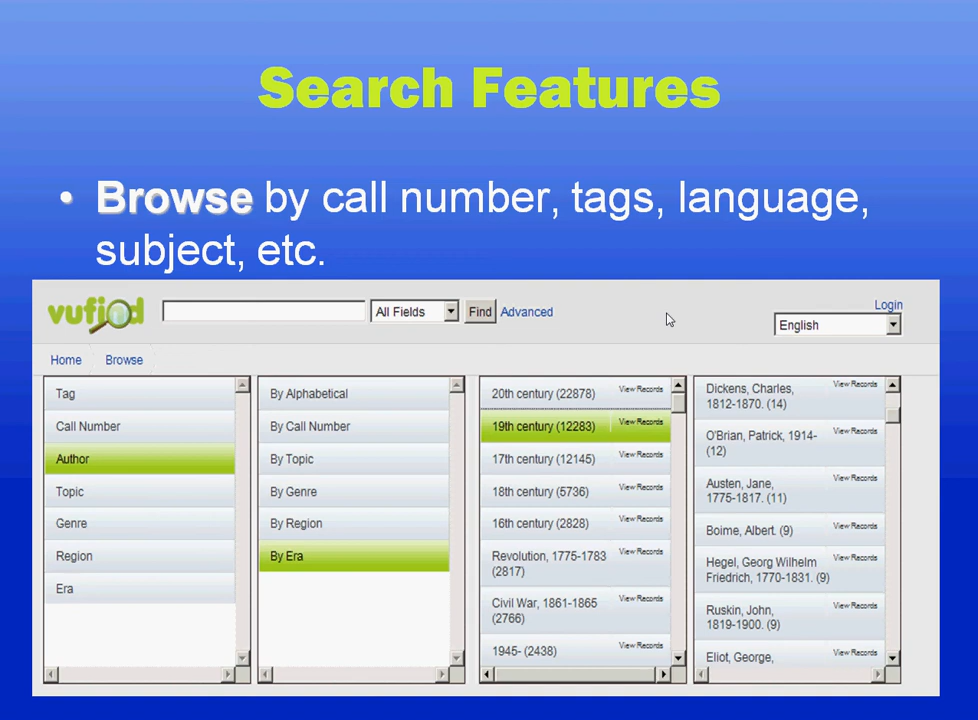 Search Features
• Browse by call number, tags, language,
subject, etc.
vufind
All Fields
Find
Advanced
Login
English
Home
Browse
Tag
Call Number
Author
Topic
Genre
Region
Era
By Alphabetical
By Call Number
By Topic
By Genre
By Region
By Era
20th century (22878) View Records
19th century (12283) View Records
17th century (12145) View Records
18th century (5736) View Records
16th century (2828) View Records
Revolution, 1775-1783 View Records
(2817)
Civil War, 1861-1865 View Records
(2766)
1945- (2438) View Records
Dickens, Charles, View Records
1812-1870. (14)
O'Brian, Patrick, 1914- View Records
(12)
Austen, Jane, View Records
1775-1817. (11)
Boime, Albert. (9) View Records
Hegel, Georg Wilhelm View Records
Friedrich, 1770-1831. (9)
Ruskin, John, View Records
1819-1900. (9)
Eliot, George, View Records